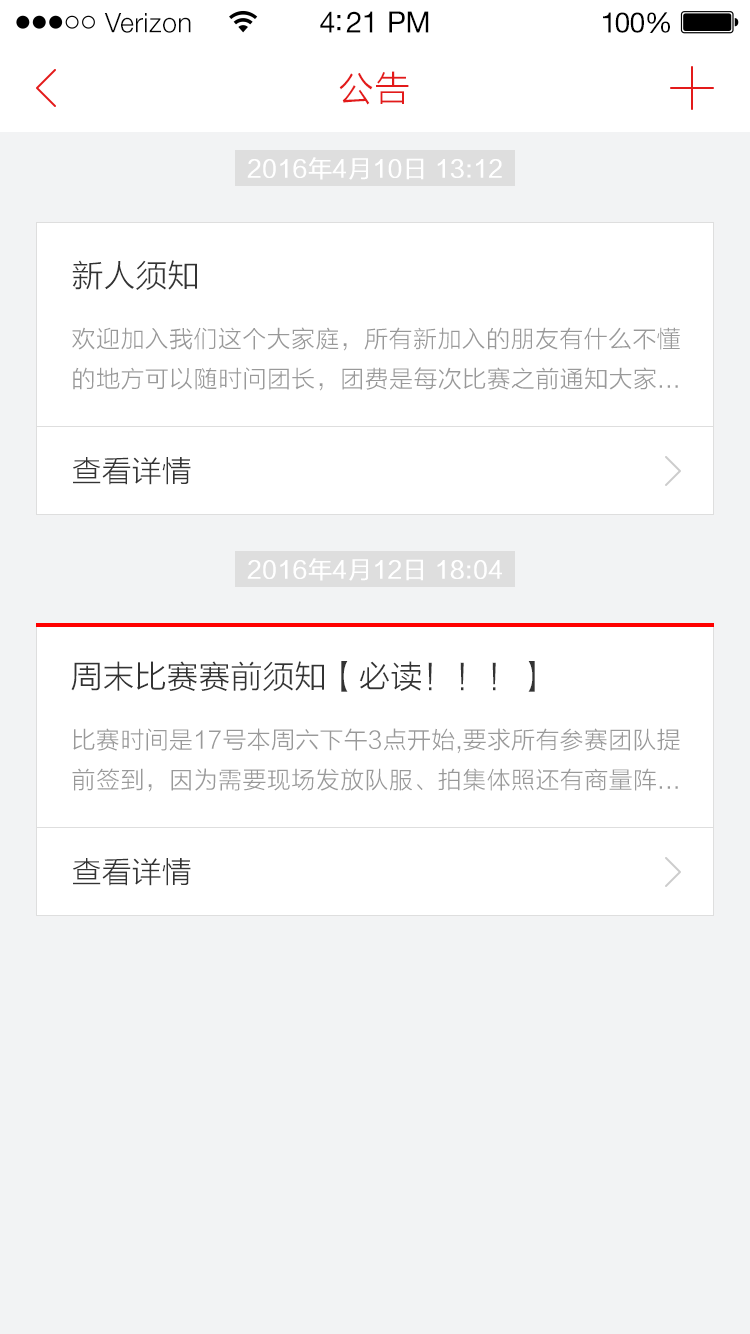 Verizon 4:21 PM 100%
公告
2016年4月10日 13:12
新人须知
欢迎加入我们这个大家庭，所有新加入的朋友有什么不懂
的地方可以随时问团长，团费是每次比赛之前通知大家...
查看详情
2016年4月12日 18:04
周末比赛赛前须知【必读！！！】
比赛时间是17号本周六下午3点开始,要求所有参赛团队提
前签到，因为需要现场发放队服、拍集体照还有商量阵...
查看详情